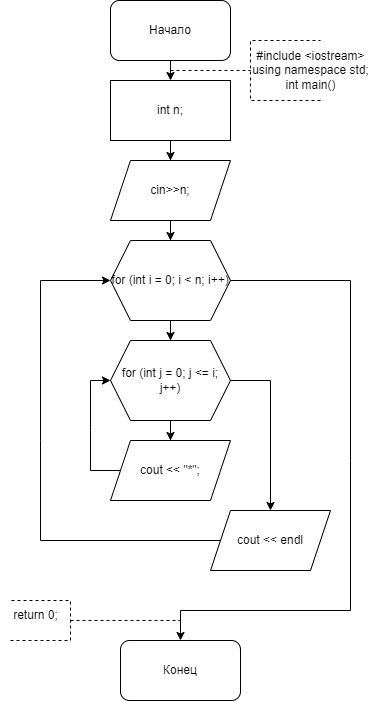 Начало
#include <iostream>
using namespace std;
int main()
int n;
cin>>n;
for (int i = 0; i < n; i++)
for (int j = 0; j <= i;
j++)
cout << "*";
cout << endl
return 0;
Конец